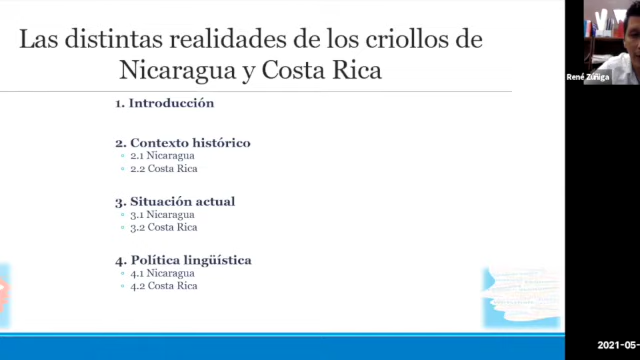 Las distintas realidades de los criollos de
Nicaragua y Costa Rica
1. Introducción
2. Contexto histórico
2.1 Nicaragua
2.2 Costa Rica
3. Situación actual
3.1 Nicaragua
3.2 Costa Rica
4. Política lingüística
4.1 Nicaragua
4.2 Costa Rica
René Zúñiga
2021-05-